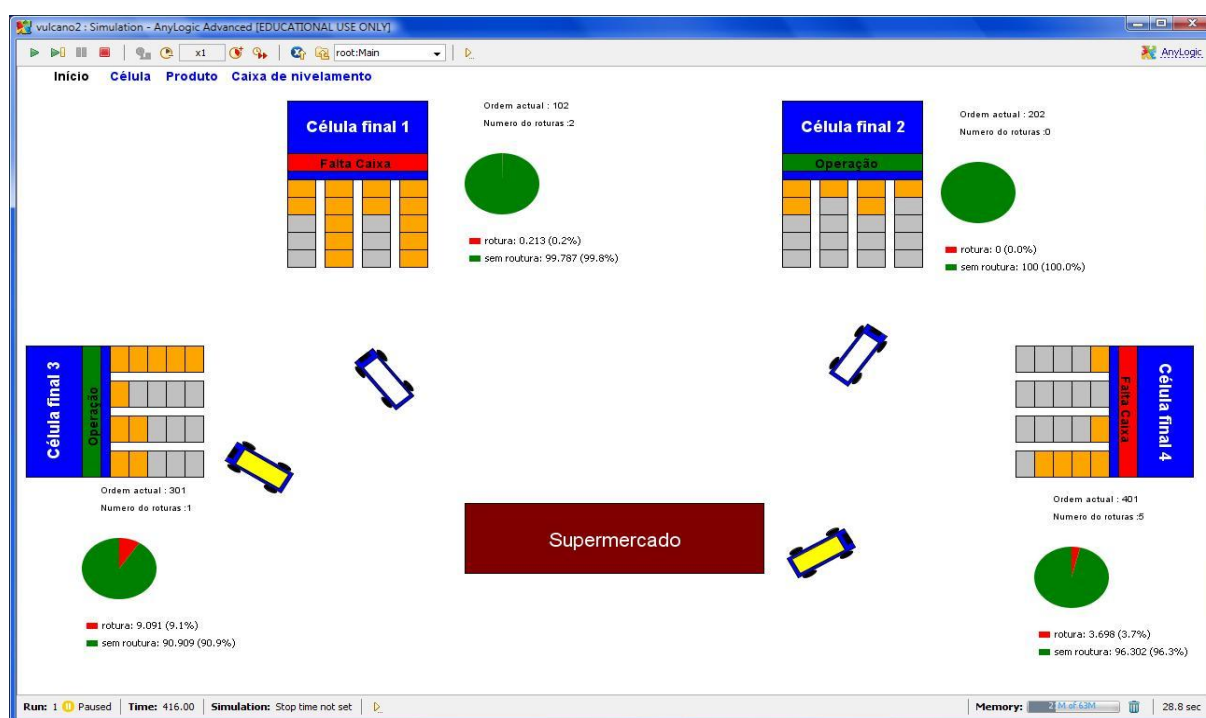 vulcano2 : Simulation - AnyLogic Advanced [EDUCATIONAL USE ONLY]
x1
root:Main
AnyLogic
Início Célula Produto Caixa de nivelamento
Célula final 1
Falta Caixa
Ordem actual : 102
Numero do roturas :2
rotura: 0.213 (0.2%)
sem routura: 99.787 (99.8%)
Célula final 2
Operação
Ordem actual : 202
Numero do roturas :0
rotura: 0 (0.0%)
sem routura: 100 (100.0%)
Célula final 3
Operação
Ordem actual : 301
Numero do roturas :1
rotura: 9.091 (9.1%)
sem routura: 90.909 (90.9%)
Supermercado
Célula final 4
Falta Caixa
Ordem actual : 401
Numero do roturas :5
rotura: 3.698 (3.7%)
sem routura: 96.302 (96.3%)
Run: 1 Paused Time: 416.00 Simulation: Stop time not set
Memory: M of 63M 28.8 sec